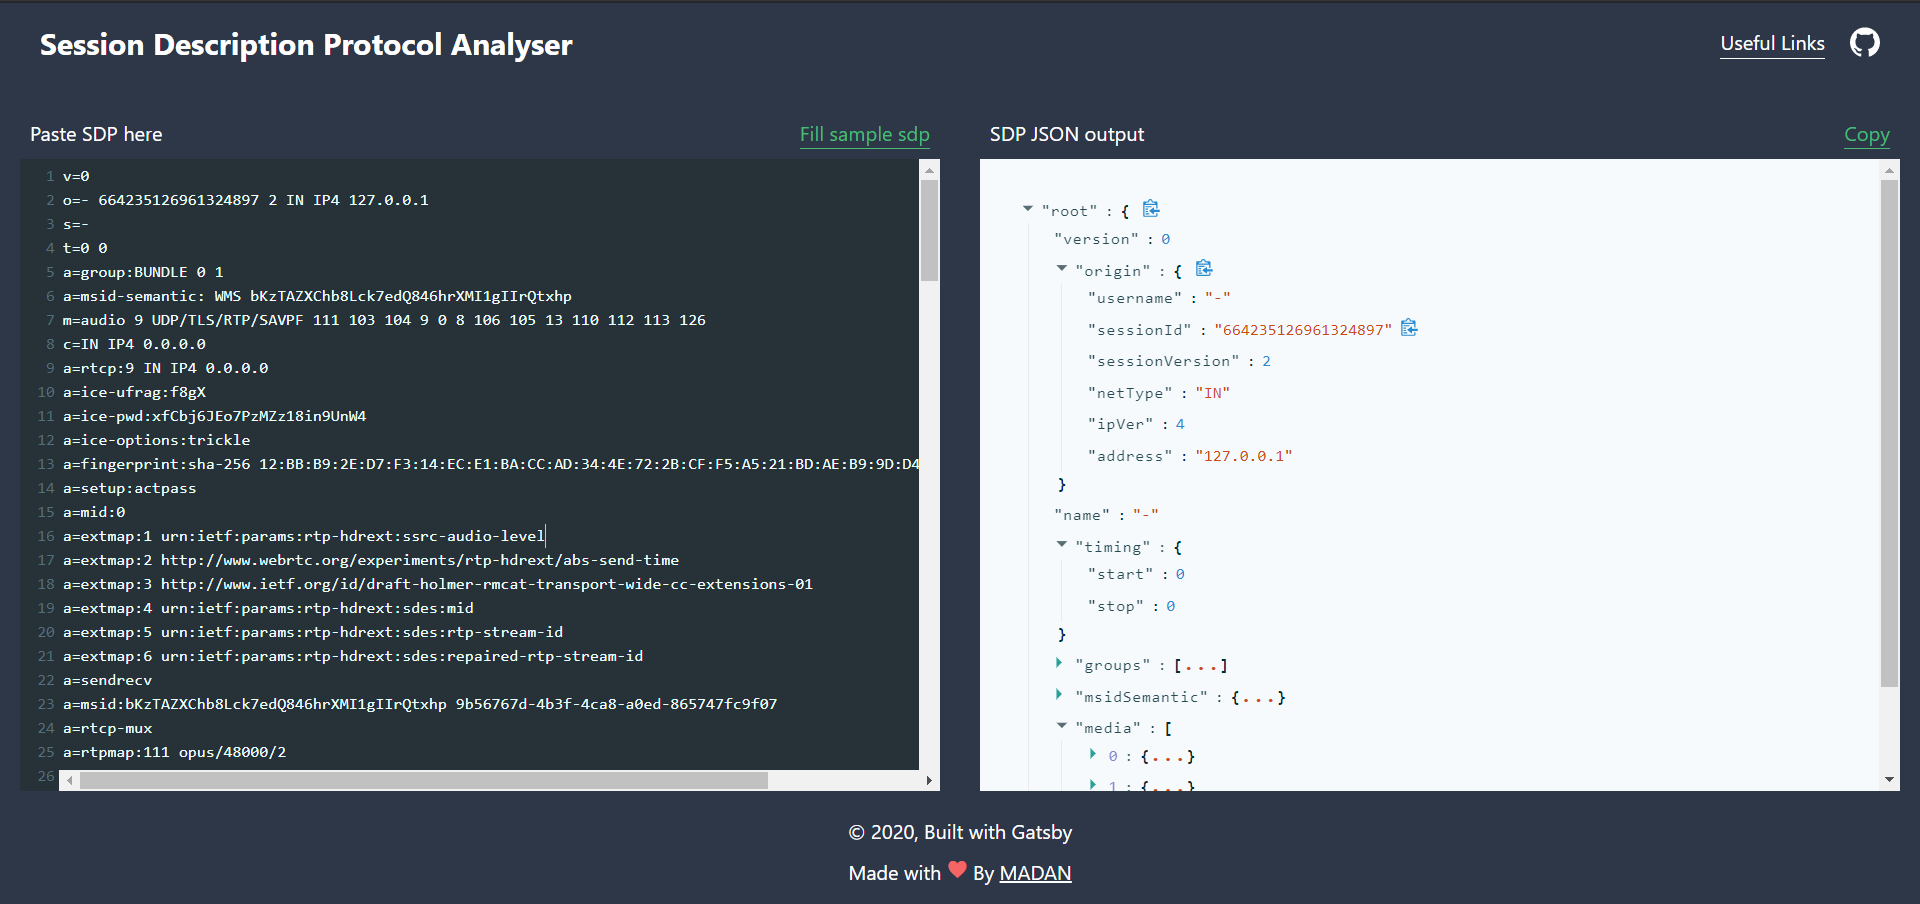 Session Description Protocol Analyser
Useful Links
Paste SDP here
Fill sample sdp
1 v=0
2 o=- 664235126961324897 2 IN IP4 127.0.0.1
3 s=-
4 t=0 0
5 a=group:BUNDLE 0 1
6 a=msid-semantic: WMS bKzTAZXChb8Lck7edQ846hrXMI1gIIrQtxhp
7 m=audio 9 UDP/TLS/RTP/SAVPF 111 103 104 9 0 8 106 105 13 110 112 113 126
8 c=IN IP4 0.0.0.0
9 a=rtcp:9 IN IP4 0.0.0.0
10 a=ice-ufrag:f8gX
11 a=ice-pwd:xfCbj6JEo7PzMZz18in9UnW4
12 a=ice-options:trickle
13 a=fingerprint:sha-256 12:BB:B9:2E:D7:F3:14:EC:E1:BA:CC:AD:34:4E:72:2B:CF:F5:A5:21:BD:AE:B9:9D:D4
14 a=setup:actpass
15 a=mid:0
16 a=extmap:1 urn:ietf:params:rtp-hdrext:ssrc-audio-level
17 a=extmap:2 http://www.webrtc.org/experiments/rtp-hdrext/abs-send-time
18 a=extmap:3 http://www.ietf.org/id/draft-holmer-rmcat-transport-wide-cc-extensions-01
19 a=extmap:4 urn:ietf:params:rtp-hdrext:sdes:mid
20 a=extmap:5 urn:ietf:params:rtp-hdrext:sdes:rtp-stream-id
21 a=extmap:6 urn:ietf:params:rtp-hdrext:sdes:repaired-rtp-stream-id
22 a=sendrecv
23 a=msid:bKzTAZXChb8Lck7edQ846hrXMI1gIIrQtxhp 9b56767d-4b3f-4ca8-a0ed-865747fc9f07
24 a=rtcp-mux
25 a=rtpmap:111 opus/48000/2
26
SDP JSON output
Copy
"root" : {
"version" : 0
"origin" : {
"username" : "-"
"sessionId" : "664235126961324897"
"sessionVersion" : 2
"netType" : "IN"
"ipVer" : 4
"address" : "127.0.0.1"
}
"name" : "-"
"timing" : {
"start" : 0
"stop" : 0
}
"groups" : [...]
"msidSemantic" : {...}
"media" : [
0 : {...}
1 : {...}
© 2020, Built with Gatsby
Made with ❤ By MADAN